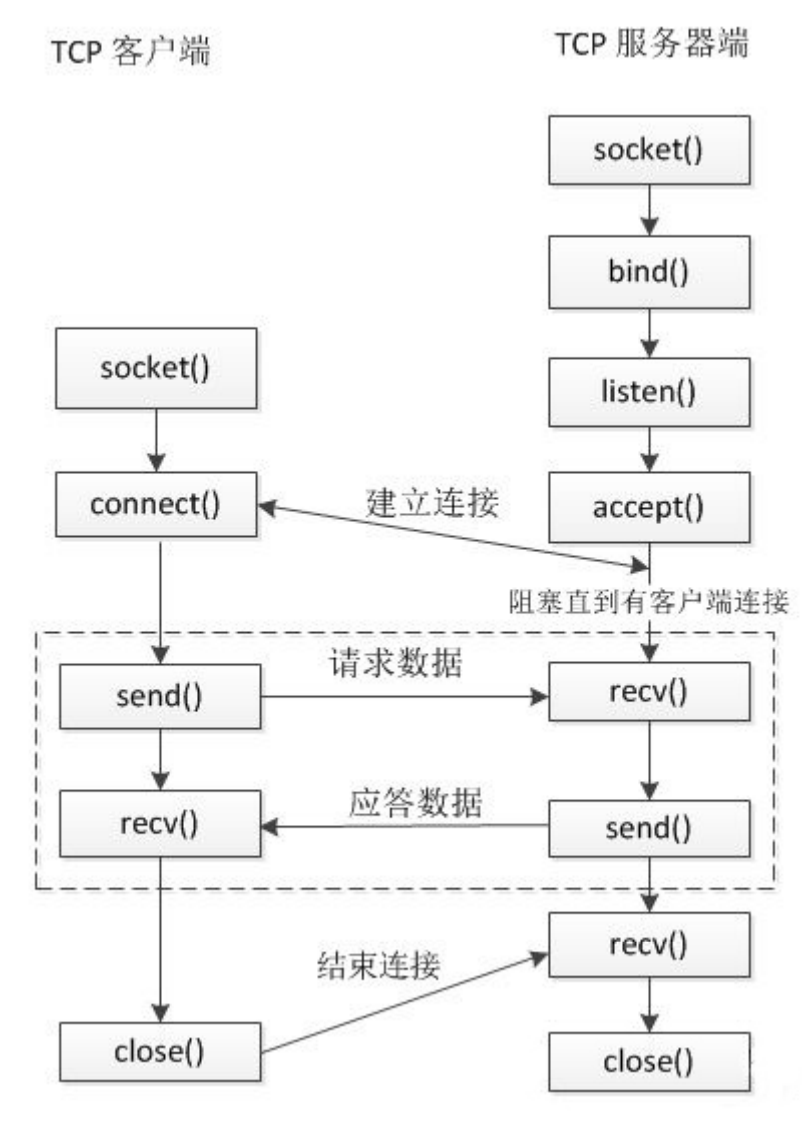 TCP 客户端
TCP 服务器端
socket()
bind()
socket()
listen()
connect()
建立连接
accept()
阻塞直到有客户端连接
send()
请求数据
recv()
recv()
应答数据
send()
recv()
结束连接
close()
close()